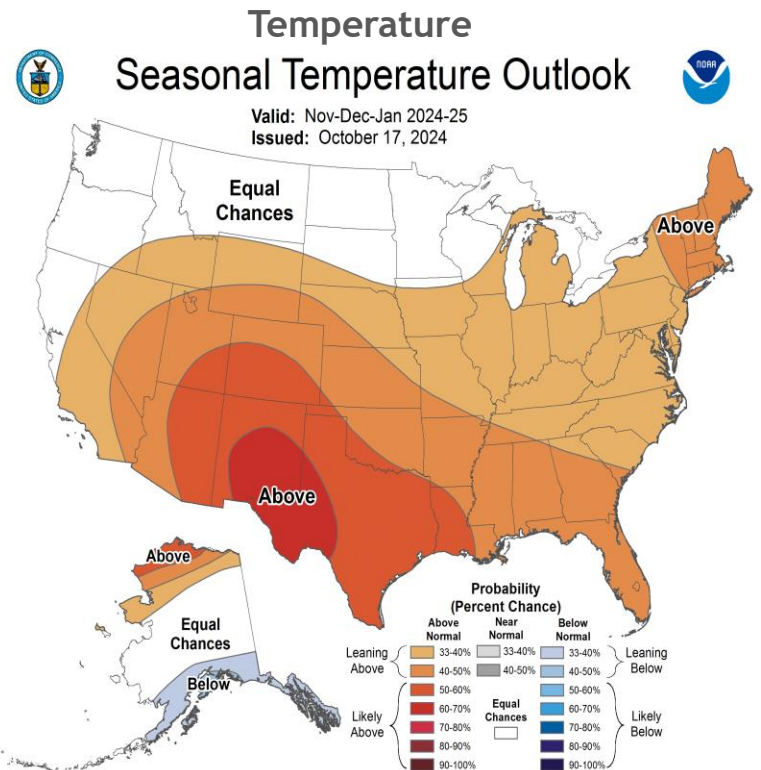 Temperature
Seasonal Temperature Outlook
NOAA
Valid: Nov-Dec-Jan 2024-25
Issued: October 17, 2024
Equal
Chances
Above
Above
Above
Equal
Chances
Below
Probability
(Percent Chance)
Above
Normal
Near
Normal
Below
Normal
Leaning
Above
33-40%
40-50%
33-40%
40-50%
33-40%
40-50%
Leaning
Below
Likely
Above
50-60%
60-70%
70-80%
80-90%
90-100%
Equal
Chances
50-60%
60-70%
70-80%
80-90%
90-100%
Likely
Below